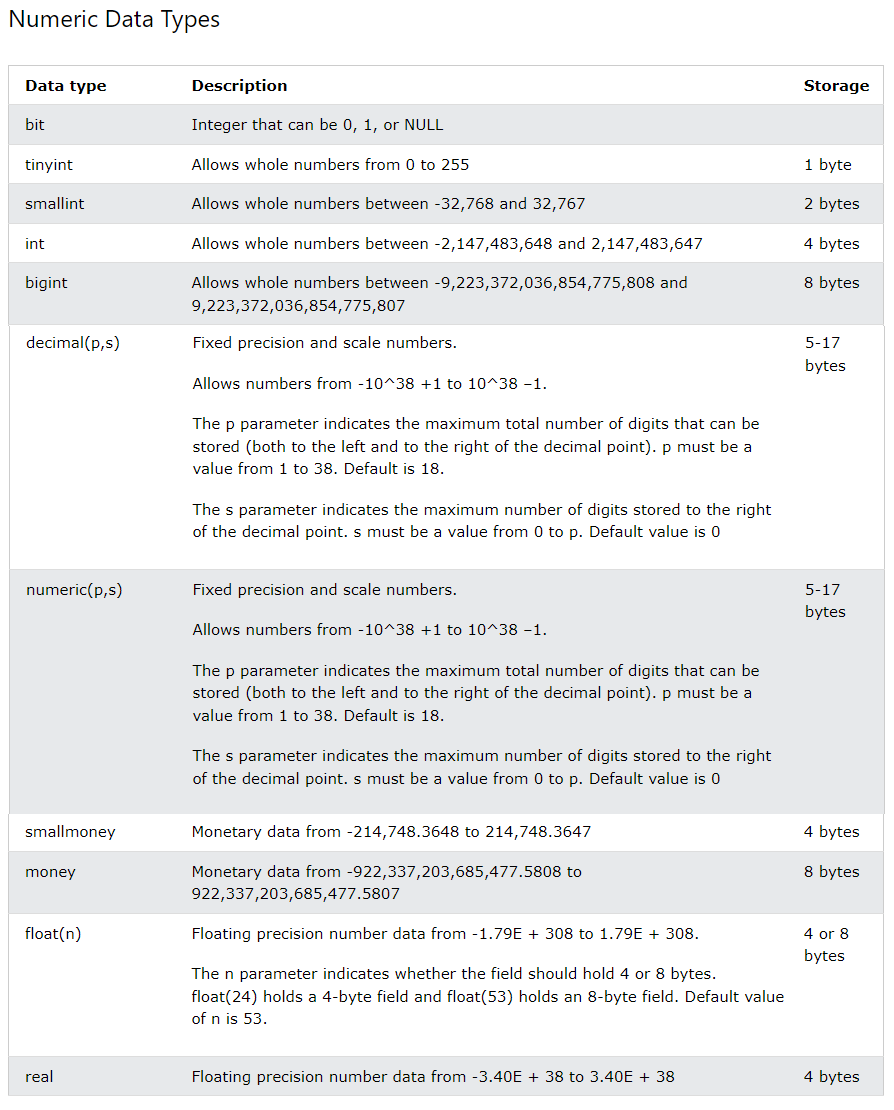 Numeric Data Types
Data type Description Storage
bit Integer that can be 0, 1, or NULL
tinyint Allows whole numbers from 0 to 255 1 byte
smallint Allows whole numbers between -32,768 and 32,767 2 bytes
int Allows whole numbers between -2,147,483,648 and 2,147,483,647 4 bytes
bigint Allows whole numbers between -9,223,372,036,854,775,808 and 8 bytes
9,223,372,036,854,775,807
decimal(p,s) Fixed precision and scale numbers. 5-17
bytes
Allows numbers from -10^38 +1 to 10^38 –1.
The p parameter indicates the maximum total number of digits that can be
stored (both to the left and to the right of the decimal point). p must be a
value from 1 to 38. Default is 18.
The s parameter indicates the maximum number of digits stored to the right
of the decimal point. s must be a value from 0 to p. Default value is 0
numeric(p,s) Fixed precision and scale numbers. 5-17
bytes
Allows numbers from -10^38 +1 to 10^38 –1.
The p parameter indicates the maximum total number of digits that can be
stored (both to the left and to the right of the decimal point). p must be a
value from 1 to 38. Default is 18.
The s parameter indicates the maximum number of digits stored to the right
of the decimal point. s must be a value from 0 to p. Default value is 0
smallmoney Monetary data from -214,748.3648 to 214,748.3647 4 bytes
money Monetary data from -922,337,203,685,477.5808 to 8 bytes
922,337,203,685,477.5807
float(n) Floating precision number data from -1.79E + 308 to 1.79E + 308. 4 or 8
bytes
The n parameter indicates whether the field should hold 4 or 8 bytes.
float(24) holds a 4-byte field and float(53) holds an 8-byte field. Default value
of n is 53.
real Floating precision number data from -3.40E + 38 to 3.40E + 38 4 bytes